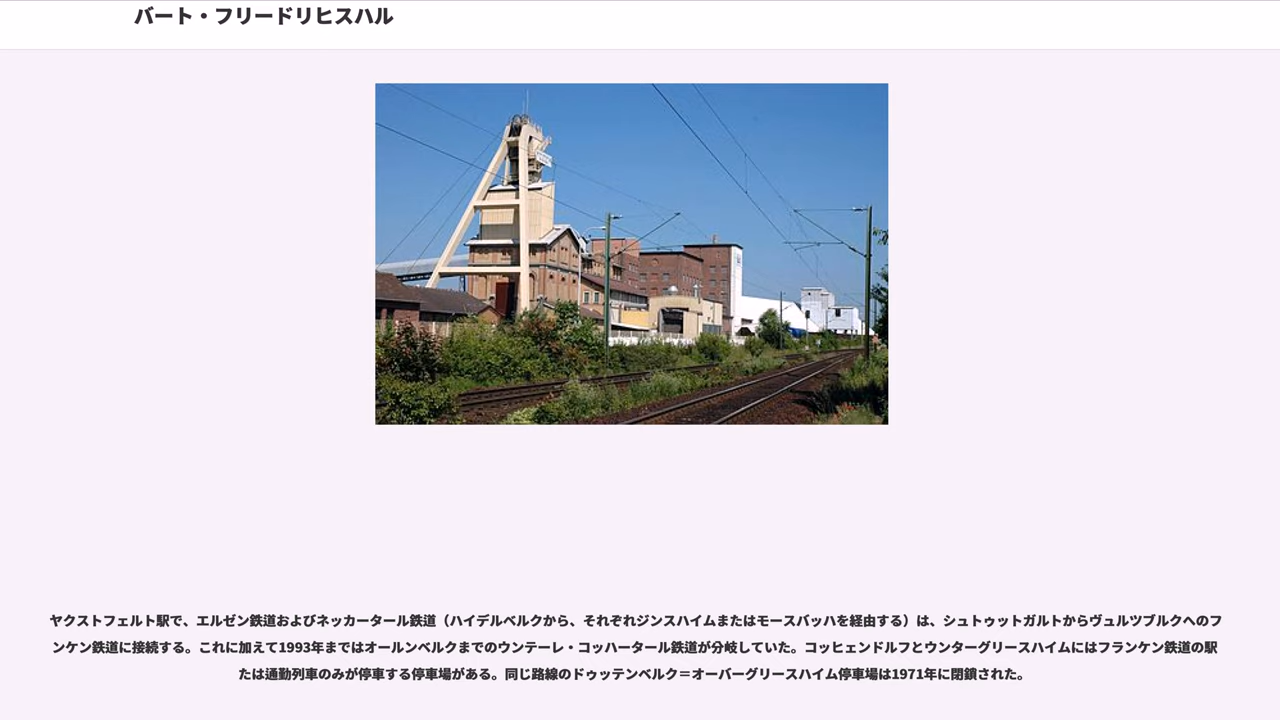 バート・フリードリヒスハル
ヤクストフェルト駅で、エルゼン鉄道およびネッカータール鉄道（ハイデルベルクから、それぞれジンスハイムまたはモースバッハを経由する）は、シュトゥットガルトからヴュルツブルクへのフ
ンケン鉄道に接続する。これに加えて1993年まではオールンベルクまでのウンテーレ・コッハータール鉄道が分岐していた。コッヒェンドルフとウンターグリースハイムにはフランケン鉄道の駅
たは通勤列車のみが停車する停車場がある。同じ路線のドゥッテンベルク＝オーバーグリースハイム停車場は1971年に閉鎖された。